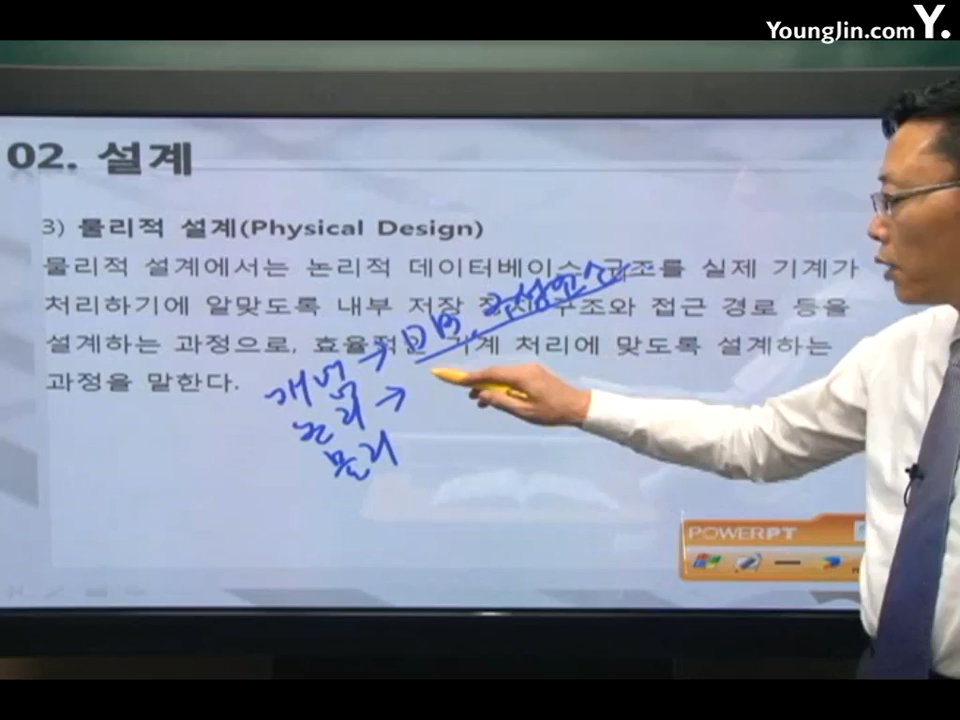 YoungJin.com Y.
02. 설계
3) 물리적 설계(Physical Design)
물리적 설계에서는 논리적 데이터베이스 구조를 실제 기계가
처리하기에 알맞도록 내부 저장 장치 구조와 접근 경로 등을
설계하는 과정으로, 효율적인 기계 처리에 맞도록 설계하는
과정을 말한다.
개념 → DB 구성요소
논리 →
물리
POWERPT